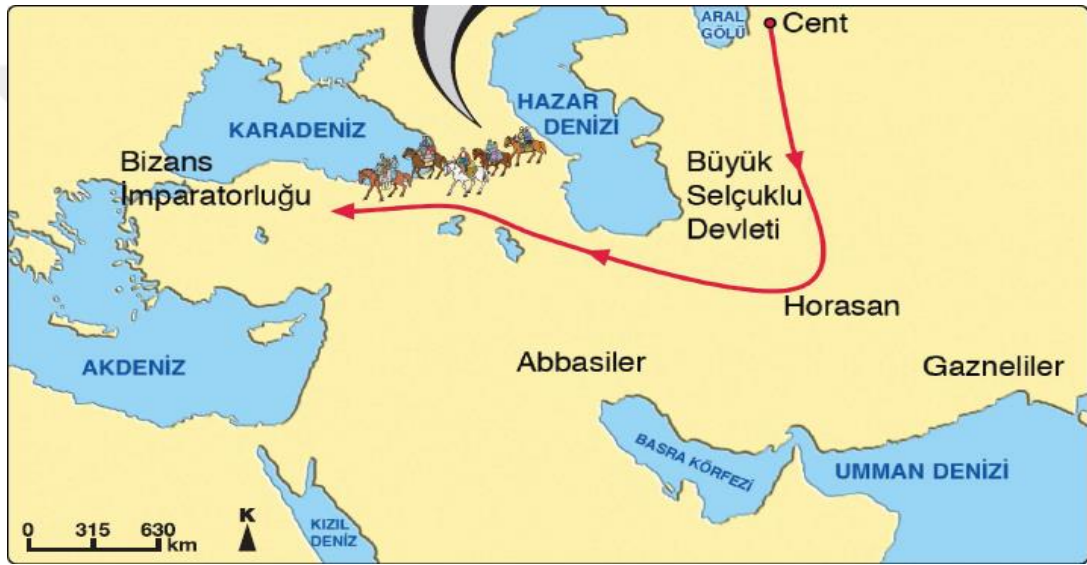 ARAL
GÖLÜ
Cent
HAZAR
DENİZİ
KARADENİZ
Bizans
İmparatorluğu
Büyük
Selçuklu
Devleti
Horasan
Abbasiler
Gazneliler
AKDENİZ
BASRA KÖRFEZİ
UMMAN DENİZİ
KIZIL
DENİZ
K
0 315 630
km